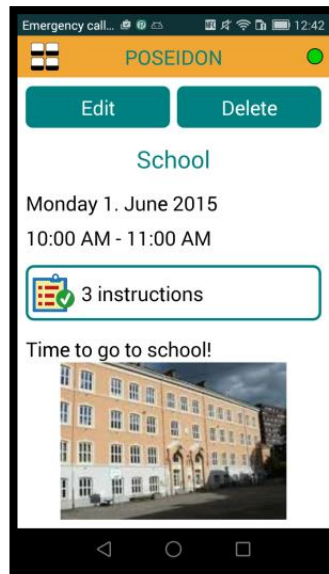 Emergency call... 12:42
POSEIDON
Edit Delete
School
Monday 1. June 2015
10:00 AM - 11:00 AM
3 instructions
Time to go to school!